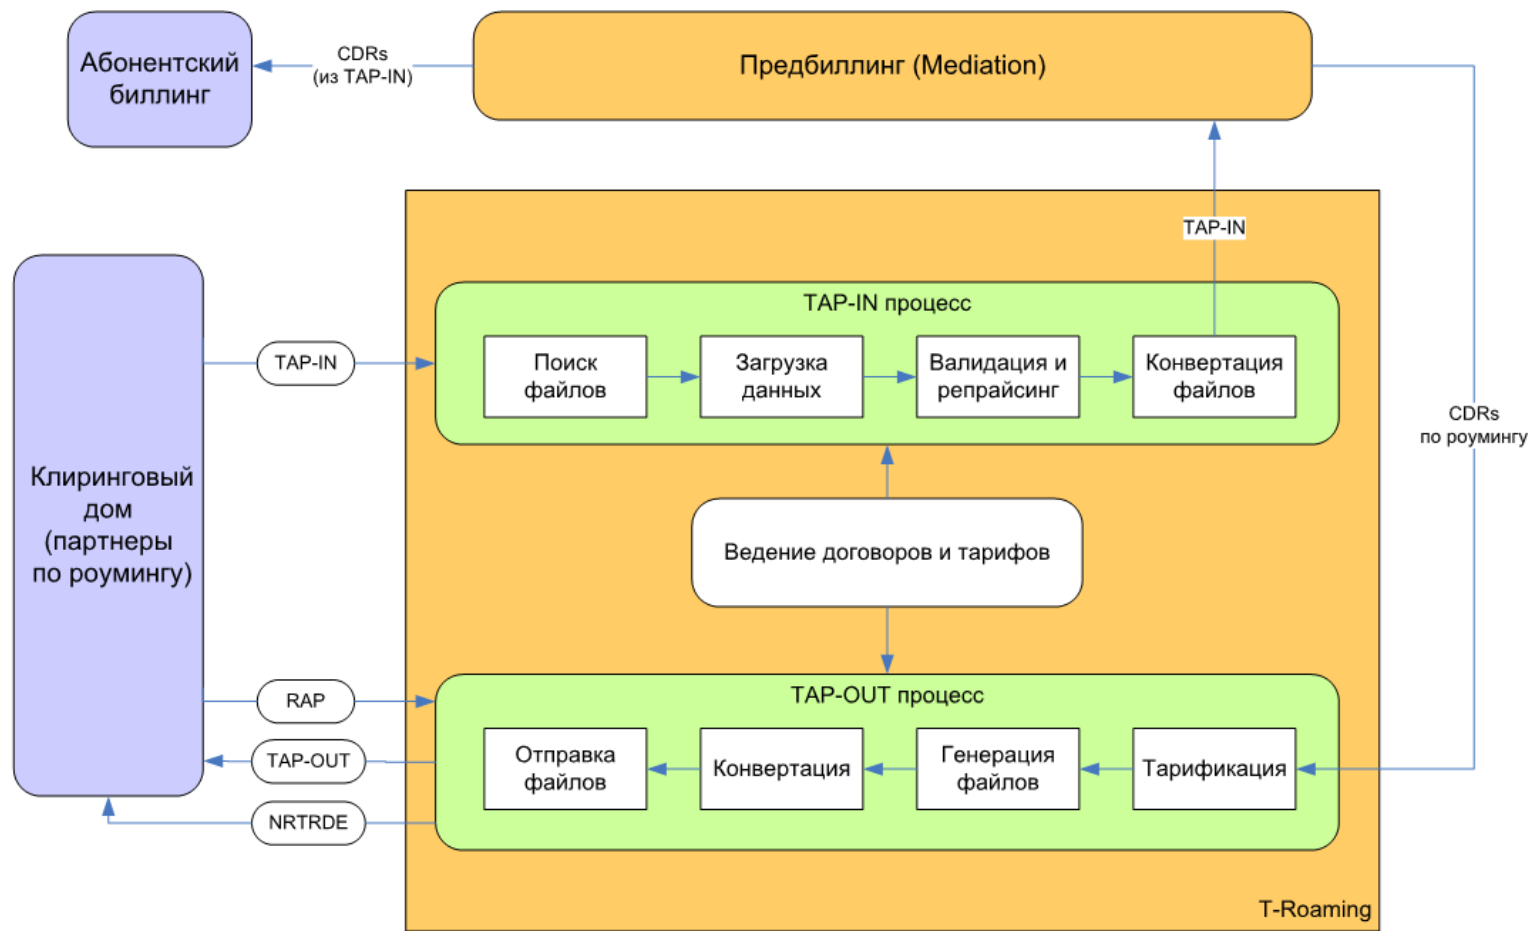 Абонентский
биллинг
CDRs
(из TAP-IN)
Предбиллинг (Mediation)
TAP-IN
TAP-IN процесс
TAP-IN
Поиск
файлов
Загрузка
данных
Валидация и
репрайсинг
Конвертация
файлов
CDRs
по роумингу
Клиринговый
дом
(партнеры
по роумингу)
Ведение договоров и тарифов
RAP
TAP-OUT процесс
TAP-OUT
Отправка
файлов
Конвертация
Генерация
файлов
Тарификация
NRTRDE
T-Roaming